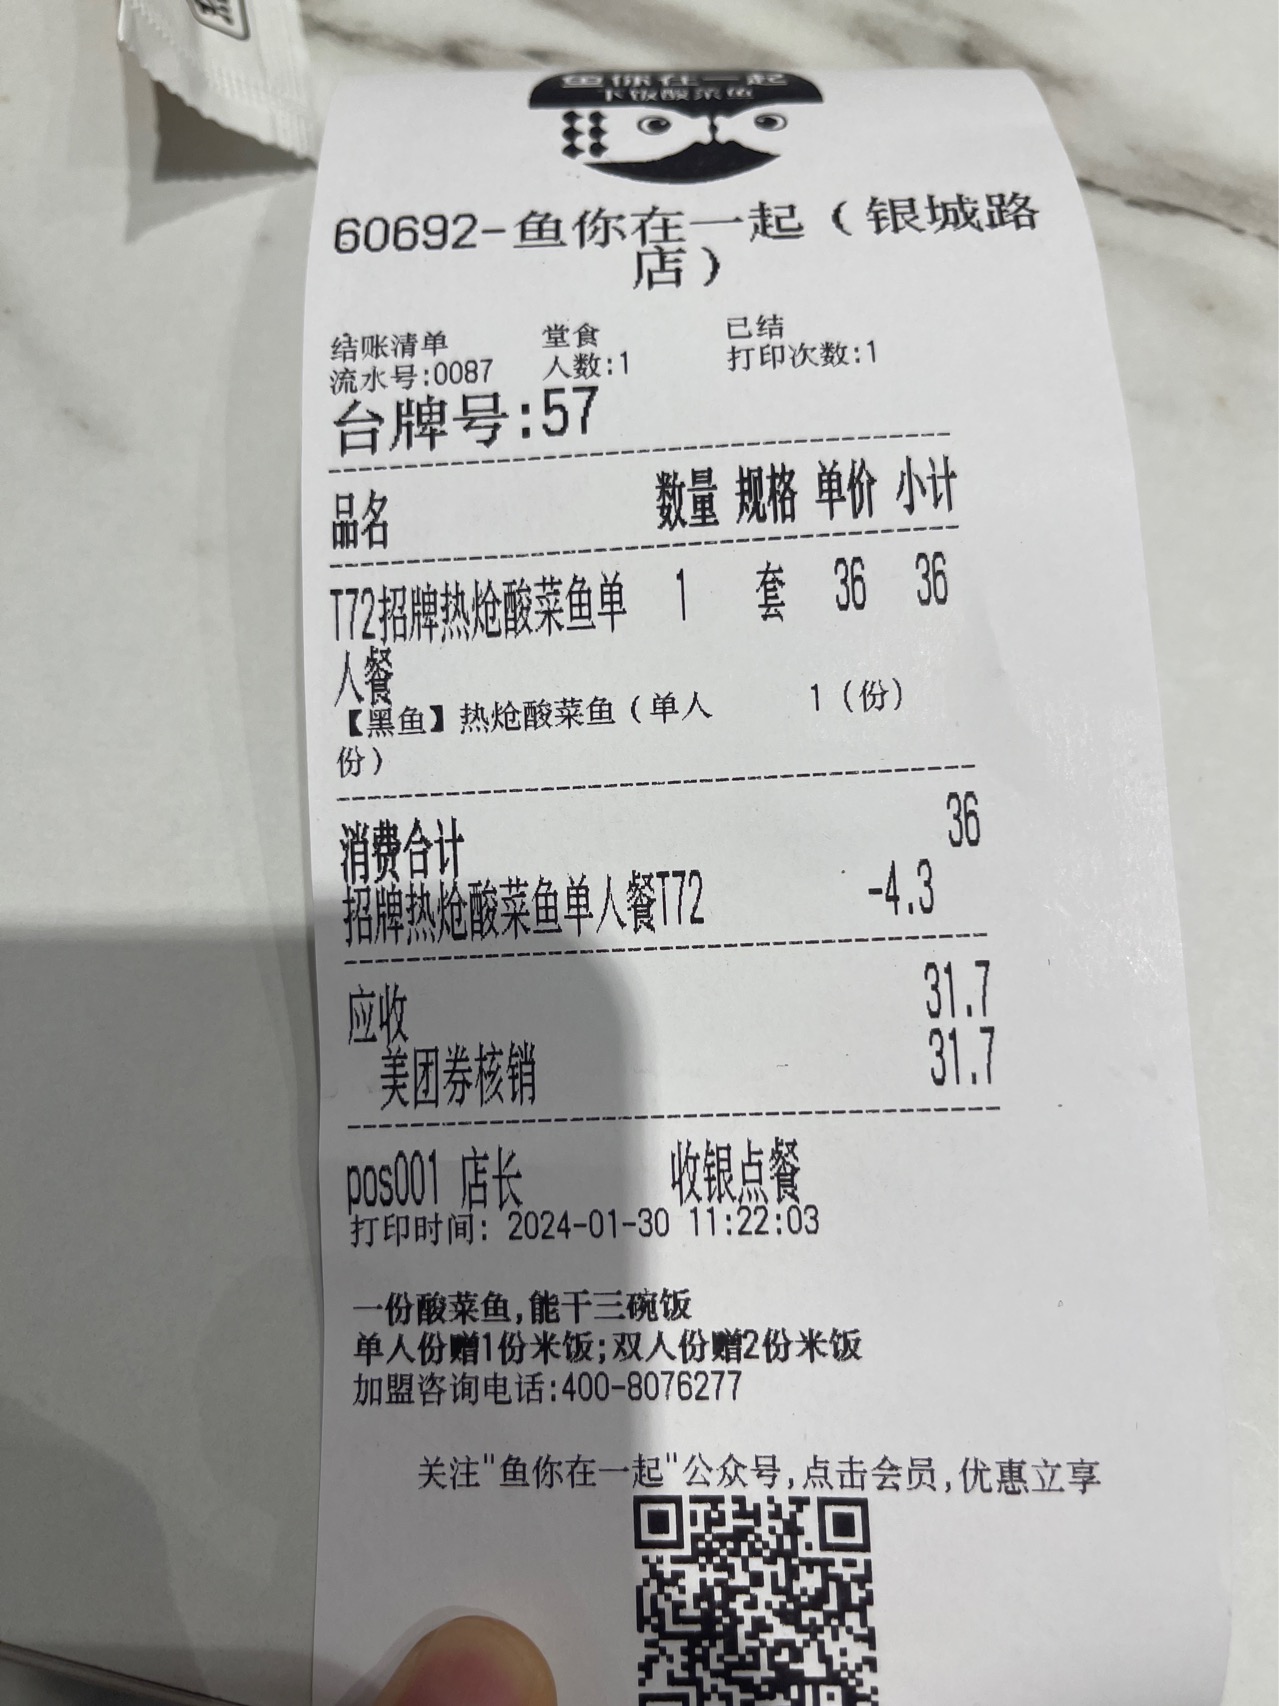 鱼你在一起
下饭酸菜鱼
60692-鱼你在一起（银城路
店）
结账清单 堂食 已结
流水号:0087 人数:1 打印次数:1
台牌号:57
品名 数量 规格 单价 小计
T72招牌热炝酸菜鱼单 1 套 36 36
人餐
【黑鱼】热炝酸菜鱼（单人 1（份）
份）
消费合计 36
招牌热炝酸菜鱼单人餐T72 -4.3
应收 31.7
美团券核销 31.7
pos001 店长 收银点餐
打印时间: 2024-01-30 11:22:03
一份酸菜鱼,能干三碗饭
单人份赠1份米饭;双人份赠2份米饭
加盟咨询电话:400-8076277
关注"鱼你在一起"公众号,点击会员,优惠立享